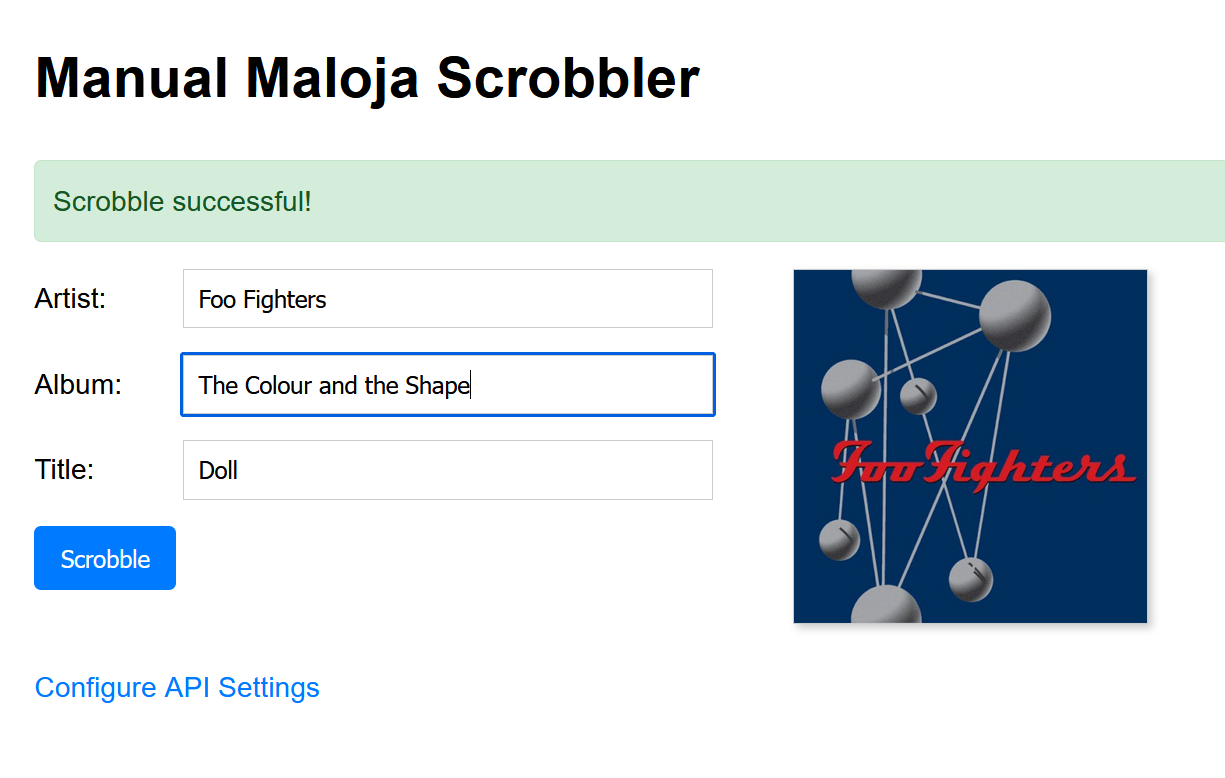 Manual Maloja Scrobbler
Scrobble successful!
Artist: Foo Fighters
Album: The Colour and the Shape
Title: Doll
Scrobble
Foo Fighters
Configure API Settings